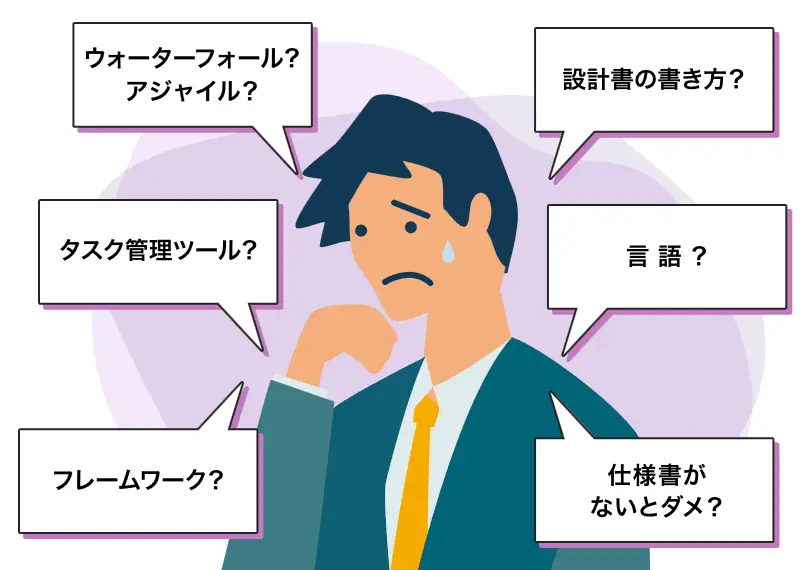 ウォーターフォール？
アジャイル？
設計書の書き方？
タスク管理ツール？
言語？
フレームワーク？
仕様書が
ないとダメ？